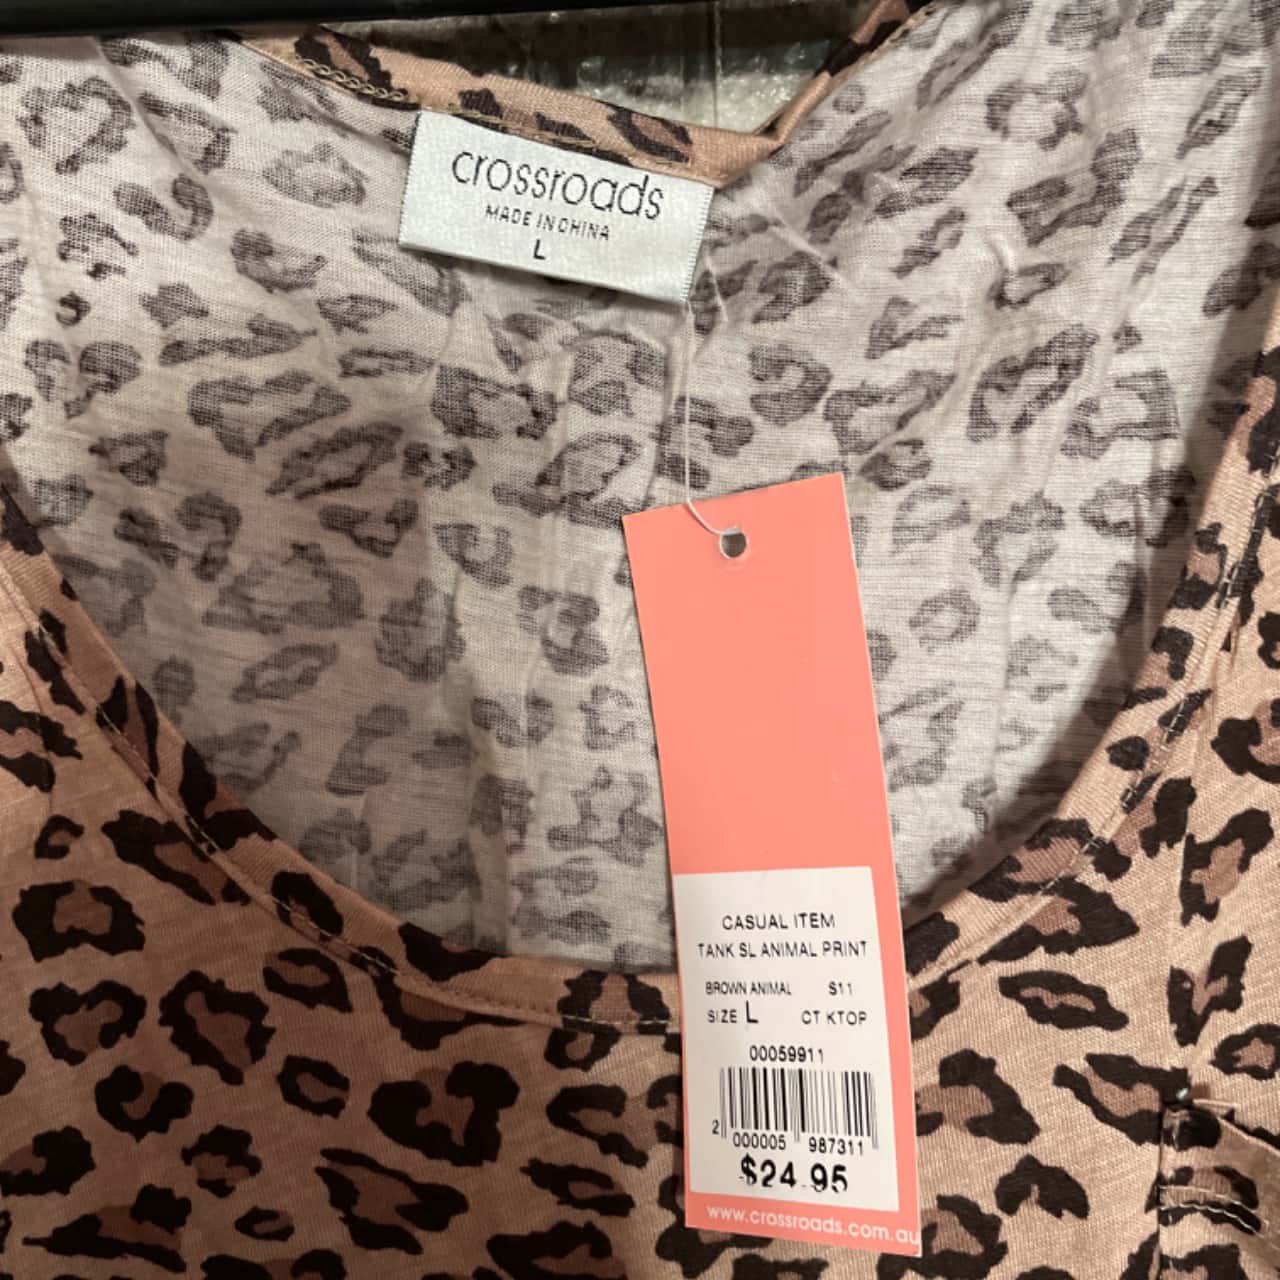 crossroads
MADE IN CHINA
L
CASUAL ITEM
TANK SL ANIMAL PRINT
BROWN ANIMAL S11
SIZE L CT KTOP
00059911
2 000005 987311
$24.95
www.crossroads.com.au